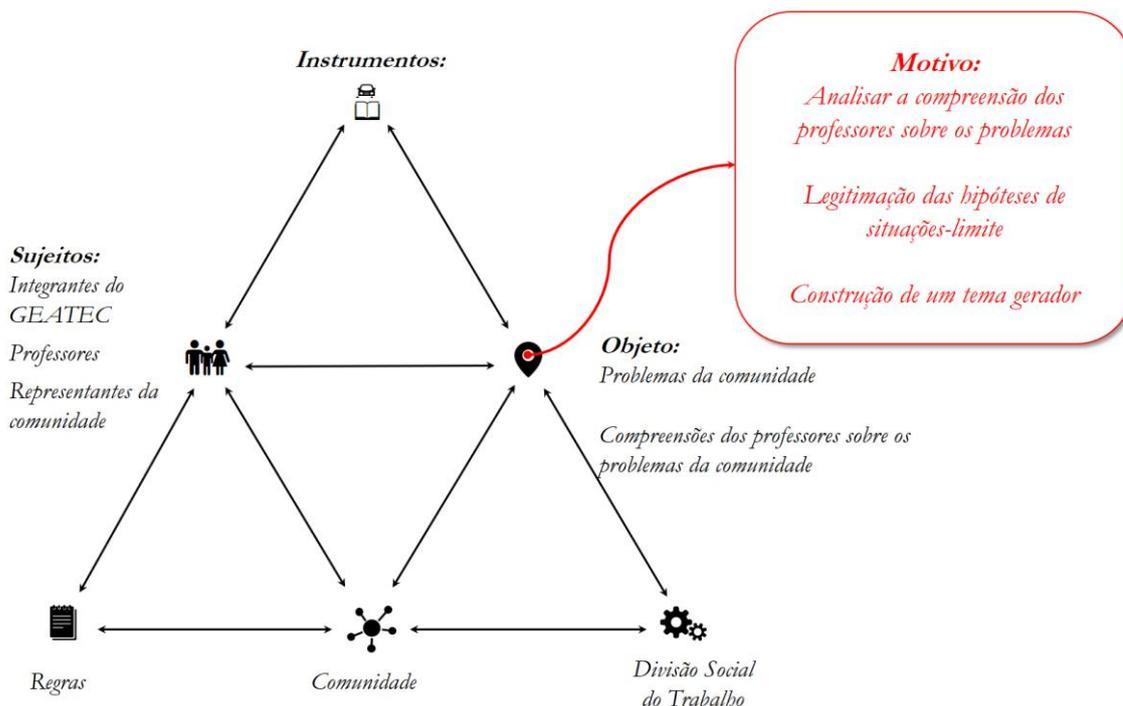 Instrumentos:
Motivo:
Analisar a compreensão dos
professores sobre os problemas
Legitimação das hipóteses de
situações-limite
Construção de um tema gerador
Sujeitos:
Integrantes do
GEATEC
Professores
Representantes da
comunidade
Objeto:
Problemas da comunidade
Compreensões dos professores sobre os
problemas da comunidade
Regras
Comunidade
Divisão Social
do Trabalho